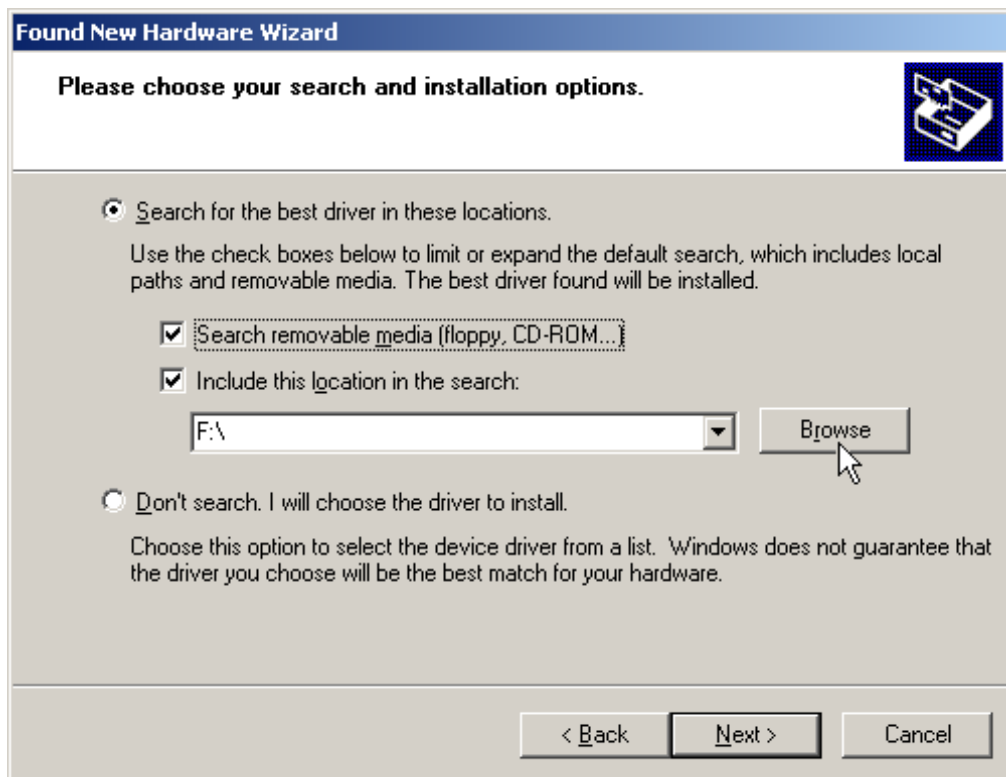 Found New Hardware Wizard
Please choose your search and installation options.
Search for the best driver in these locations.
Use the check boxes below to limit or expand the default search, which includes local
paths and removable media. The best driver found will be installed.
Search removable media (floppy, CD-ROM...)
Include this location in the search:
F:\
Browse
Don't search. I will choose the driver to install.
Choose this option to select the device driver from a list.  Windows does not guarantee that
the driver you choose will be the best match for your hardware.
< Back
Next >
Cancel